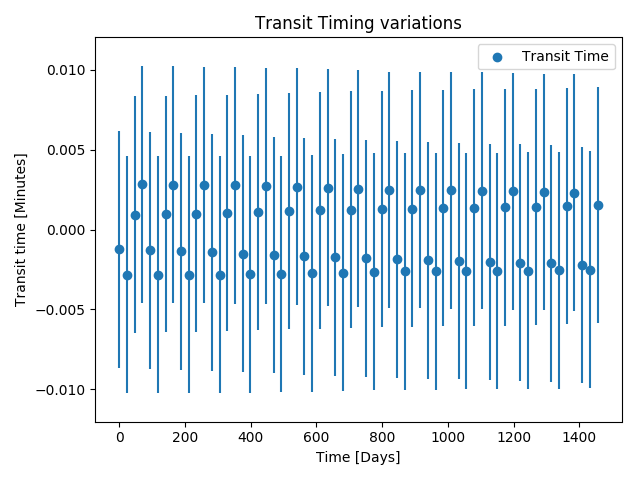 Transit Timing variations
Transit Time
0.010
0.005
0.000
−0.005
−0.010
Transit time [Minutes]
0 200 400 600 800 1000 1200 1400
Time [Days]